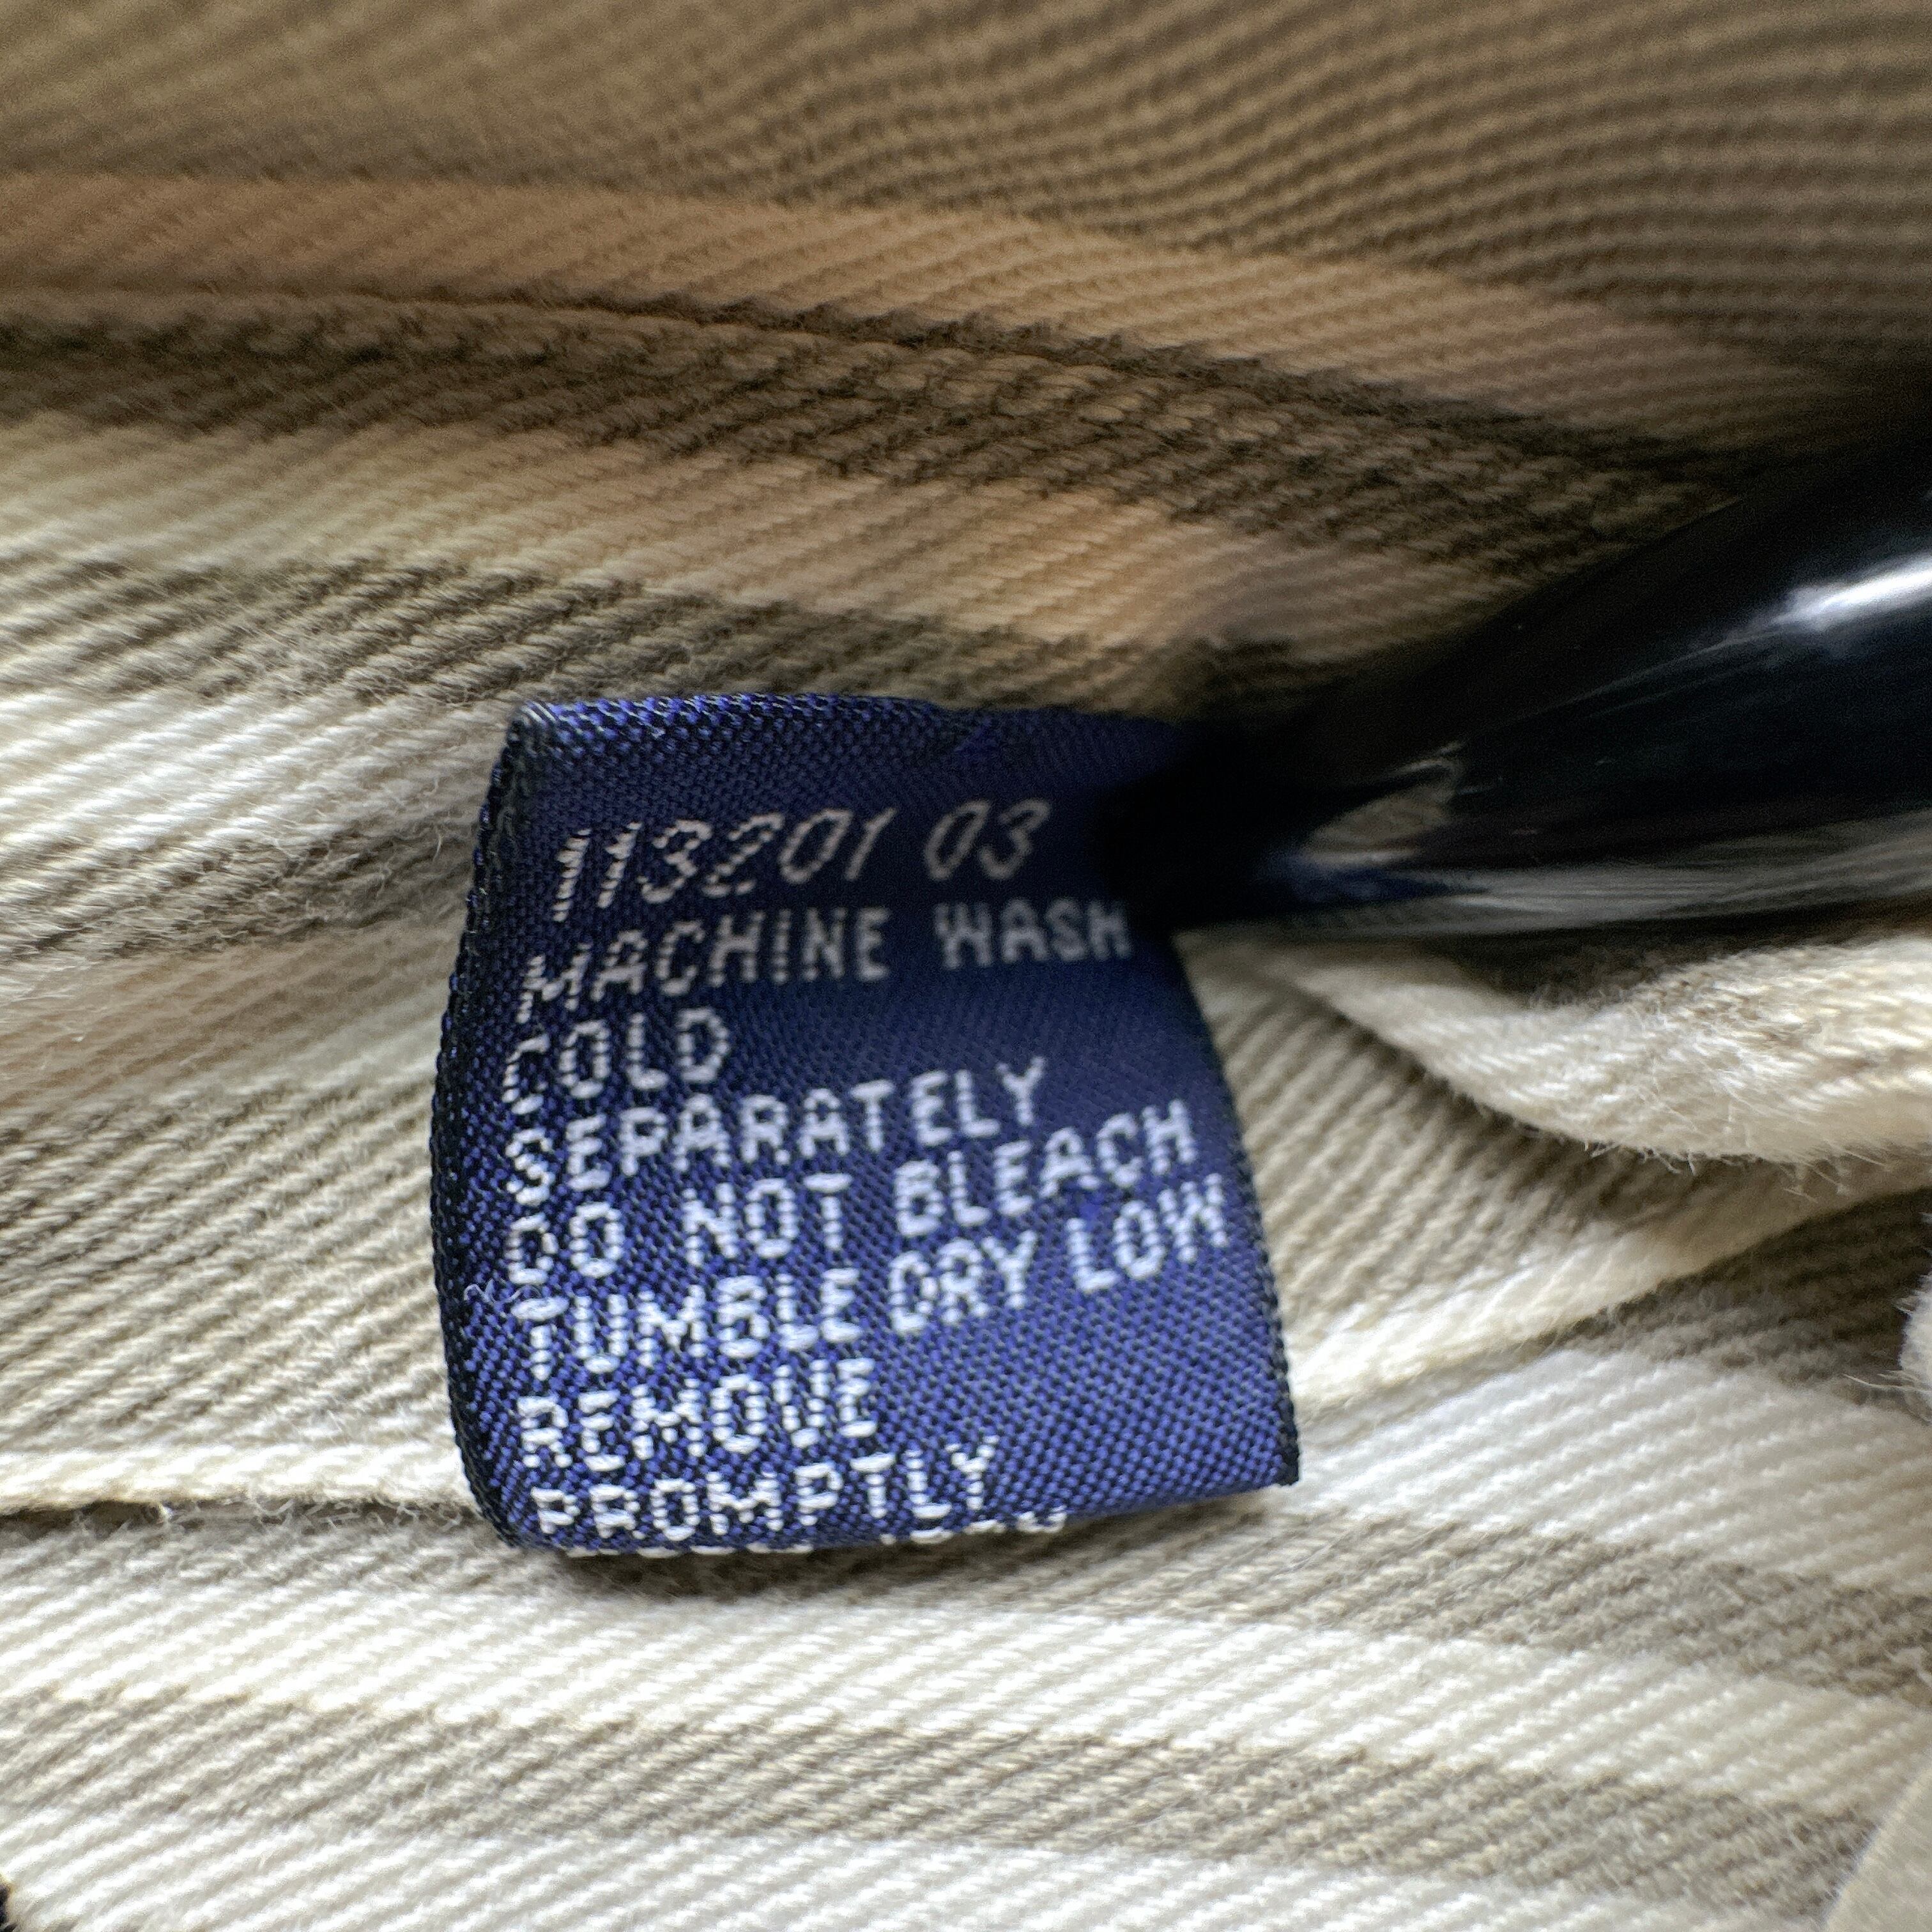 113201 03
MACHINE WASH
COLD
SEPARATELY
DO NOT BLEACH
TUMBLE DRY LOW
REMOVE
PROMPTLY